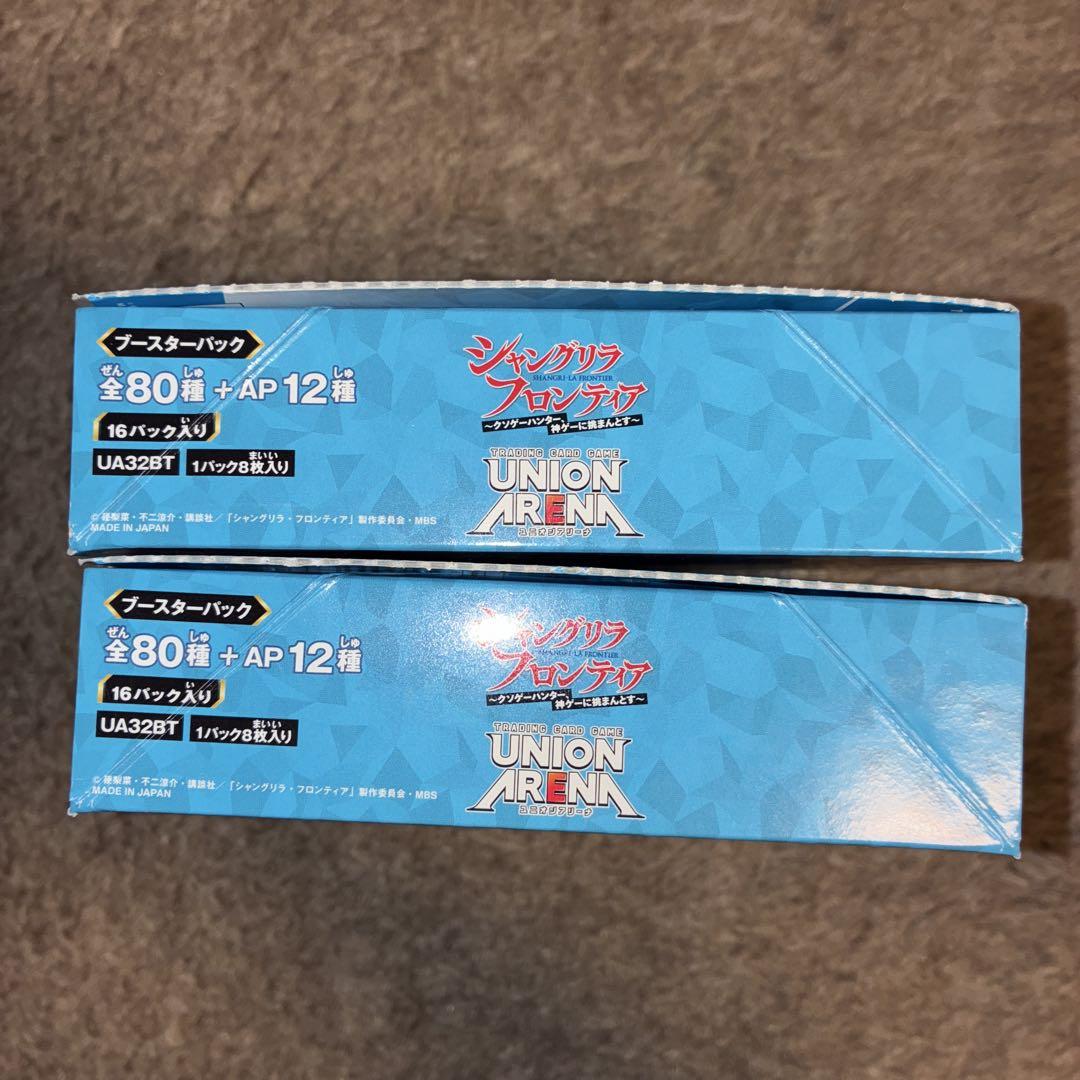 ブースターパック
ぜん しゅ しゅ
全80種+AP12種
い
16パック入り
まいい
UA32BT 1パック8枚入り
© 硬梨菜・不二涼介・講談社/「シャングリラ・フロンティア」製作委員会・MBS
MADE IN JAPAN
シャングリラ
SHANGRI-LA FRONTIER
フロンティア
～クソゲーハンター、
神ゲーに挑まんとす～
TRADING CARD GAME
UNION
ARENA
ユニオンアリーナ
ブースターパック
ぜん しゅ しゅ
全80種+AP12種
い
16パック入り
まいい
UA32BT 1パック8枚入り
© 硬梨菜・不二涼介・講談社/「シャングリラ・フロンティア」製作委員会・MBS
MADE IN JAPAN
シャングリラ
SHANGRI-LA FRONTIER
フロンティア
～クソゲーハンター、
神ゲーに挑まんとす～
TRADING CARD GAME
UNION
ARENA
ユニオンアリーナ